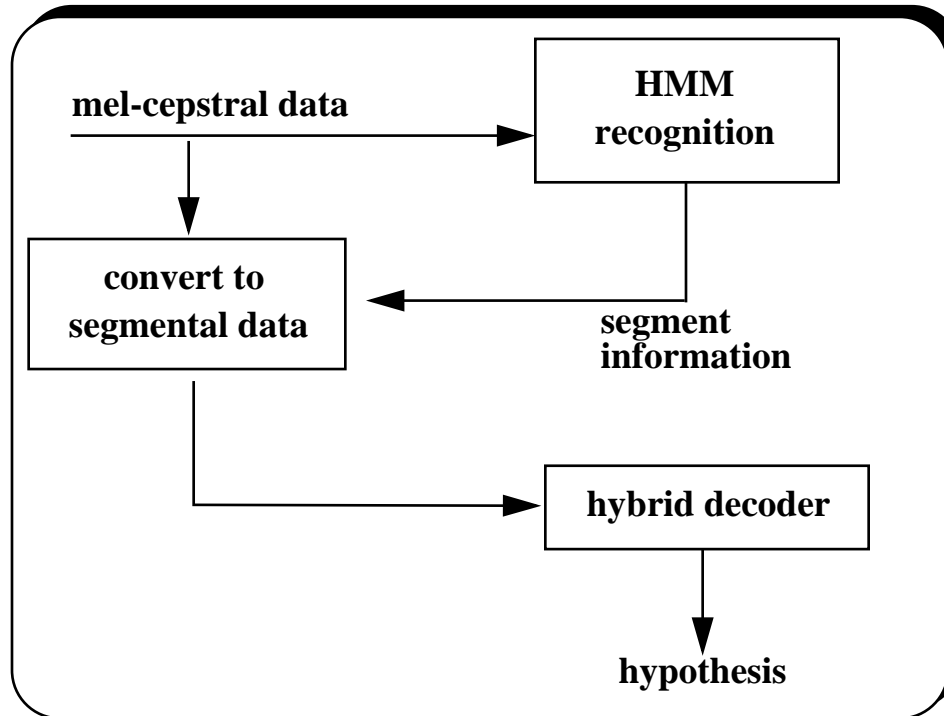 mel-cepstral data
HMM
recognition
convert to
segmental data
segment
information
hybrid decoder
hypothesis